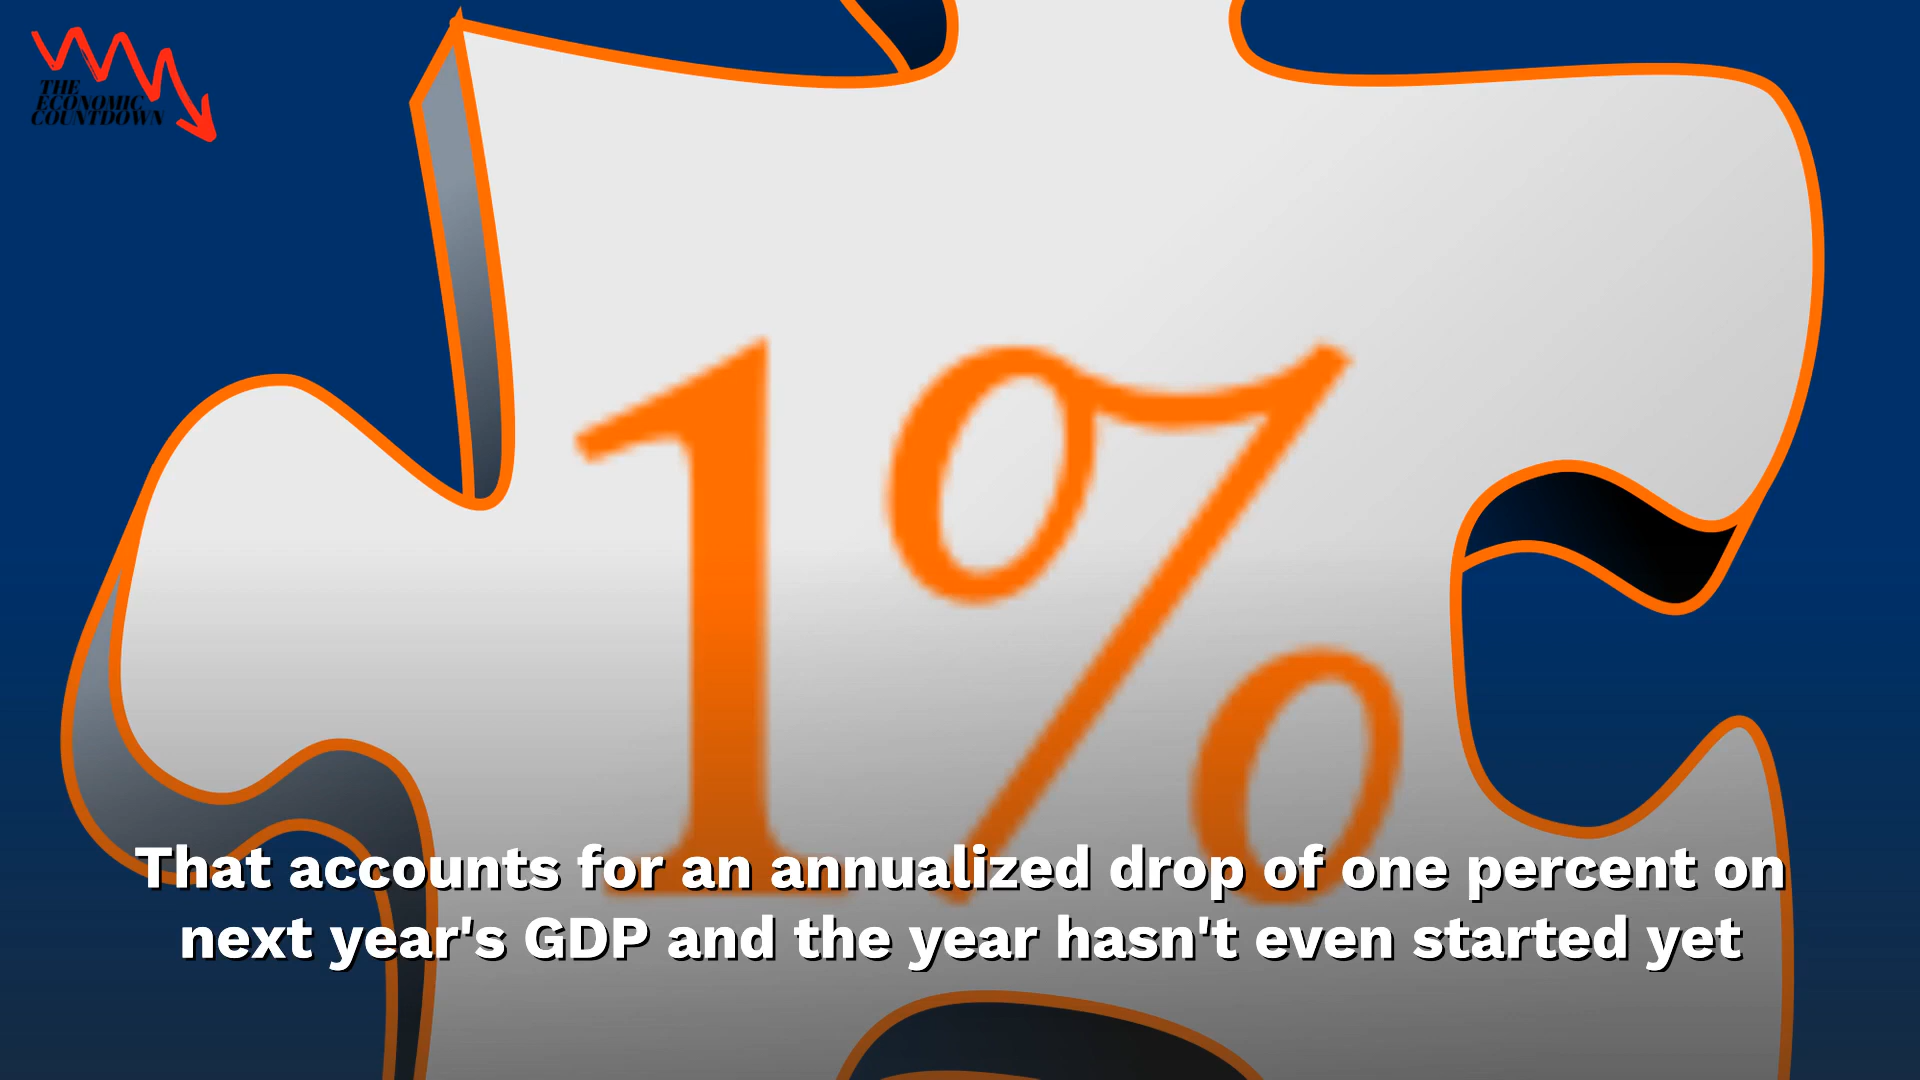 THE
ECONOMIC
COUNTDOWN
1%
That accounts for an annualized drop of one percent on
next year's GDP and the year hasn't even started yet